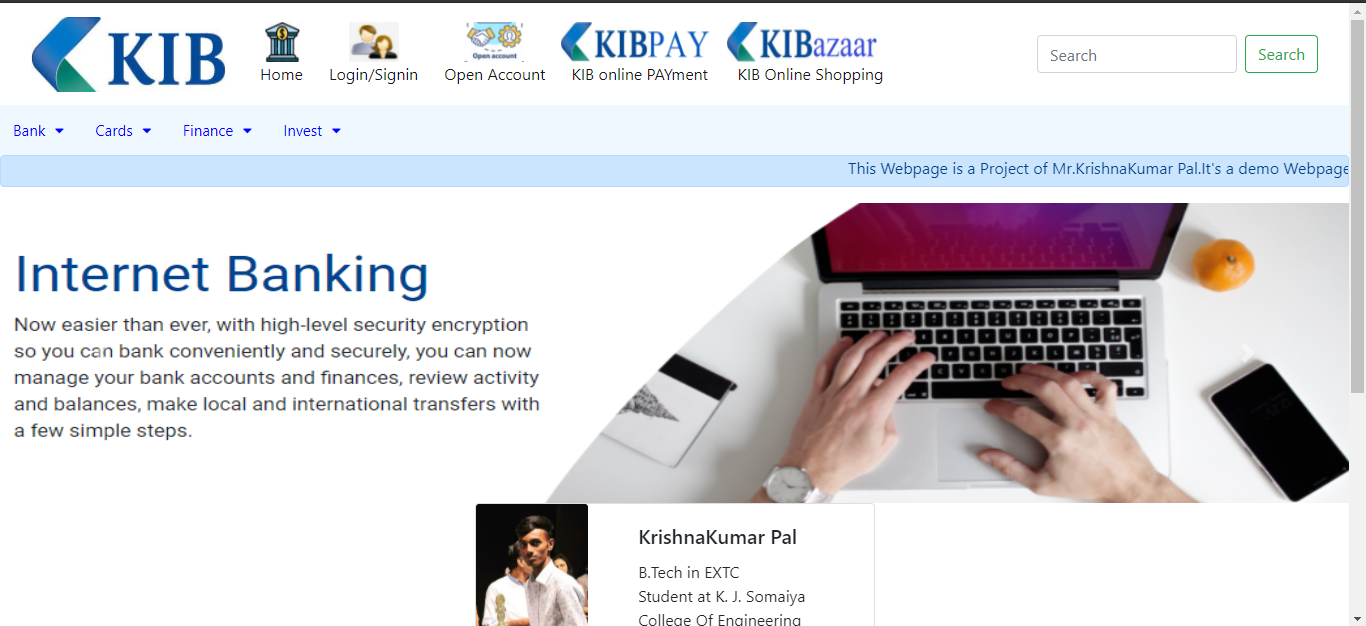 KIB
Home
Login/Signin
Open account
Open Account
KIBPAY
KIB online PAYment
KIBazaar
KIB Online Shopping
Search
Search
Bank
Cards
Finance
Invest
This Webpage is a Project of Mr.KrishnaKumar Pal.It's a demo Webpage
Internet Banking
Now easier than ever, with high-level security encryption
so you can bank conveniently and securely, you can now
manage your bank accounts and finances, review activity
and balances, make local and international transfers with
a few simple steps.
KrishnaKumar Pal
B.Tech in EXTC
Student at K. J. Somaiya
College Of Engineering